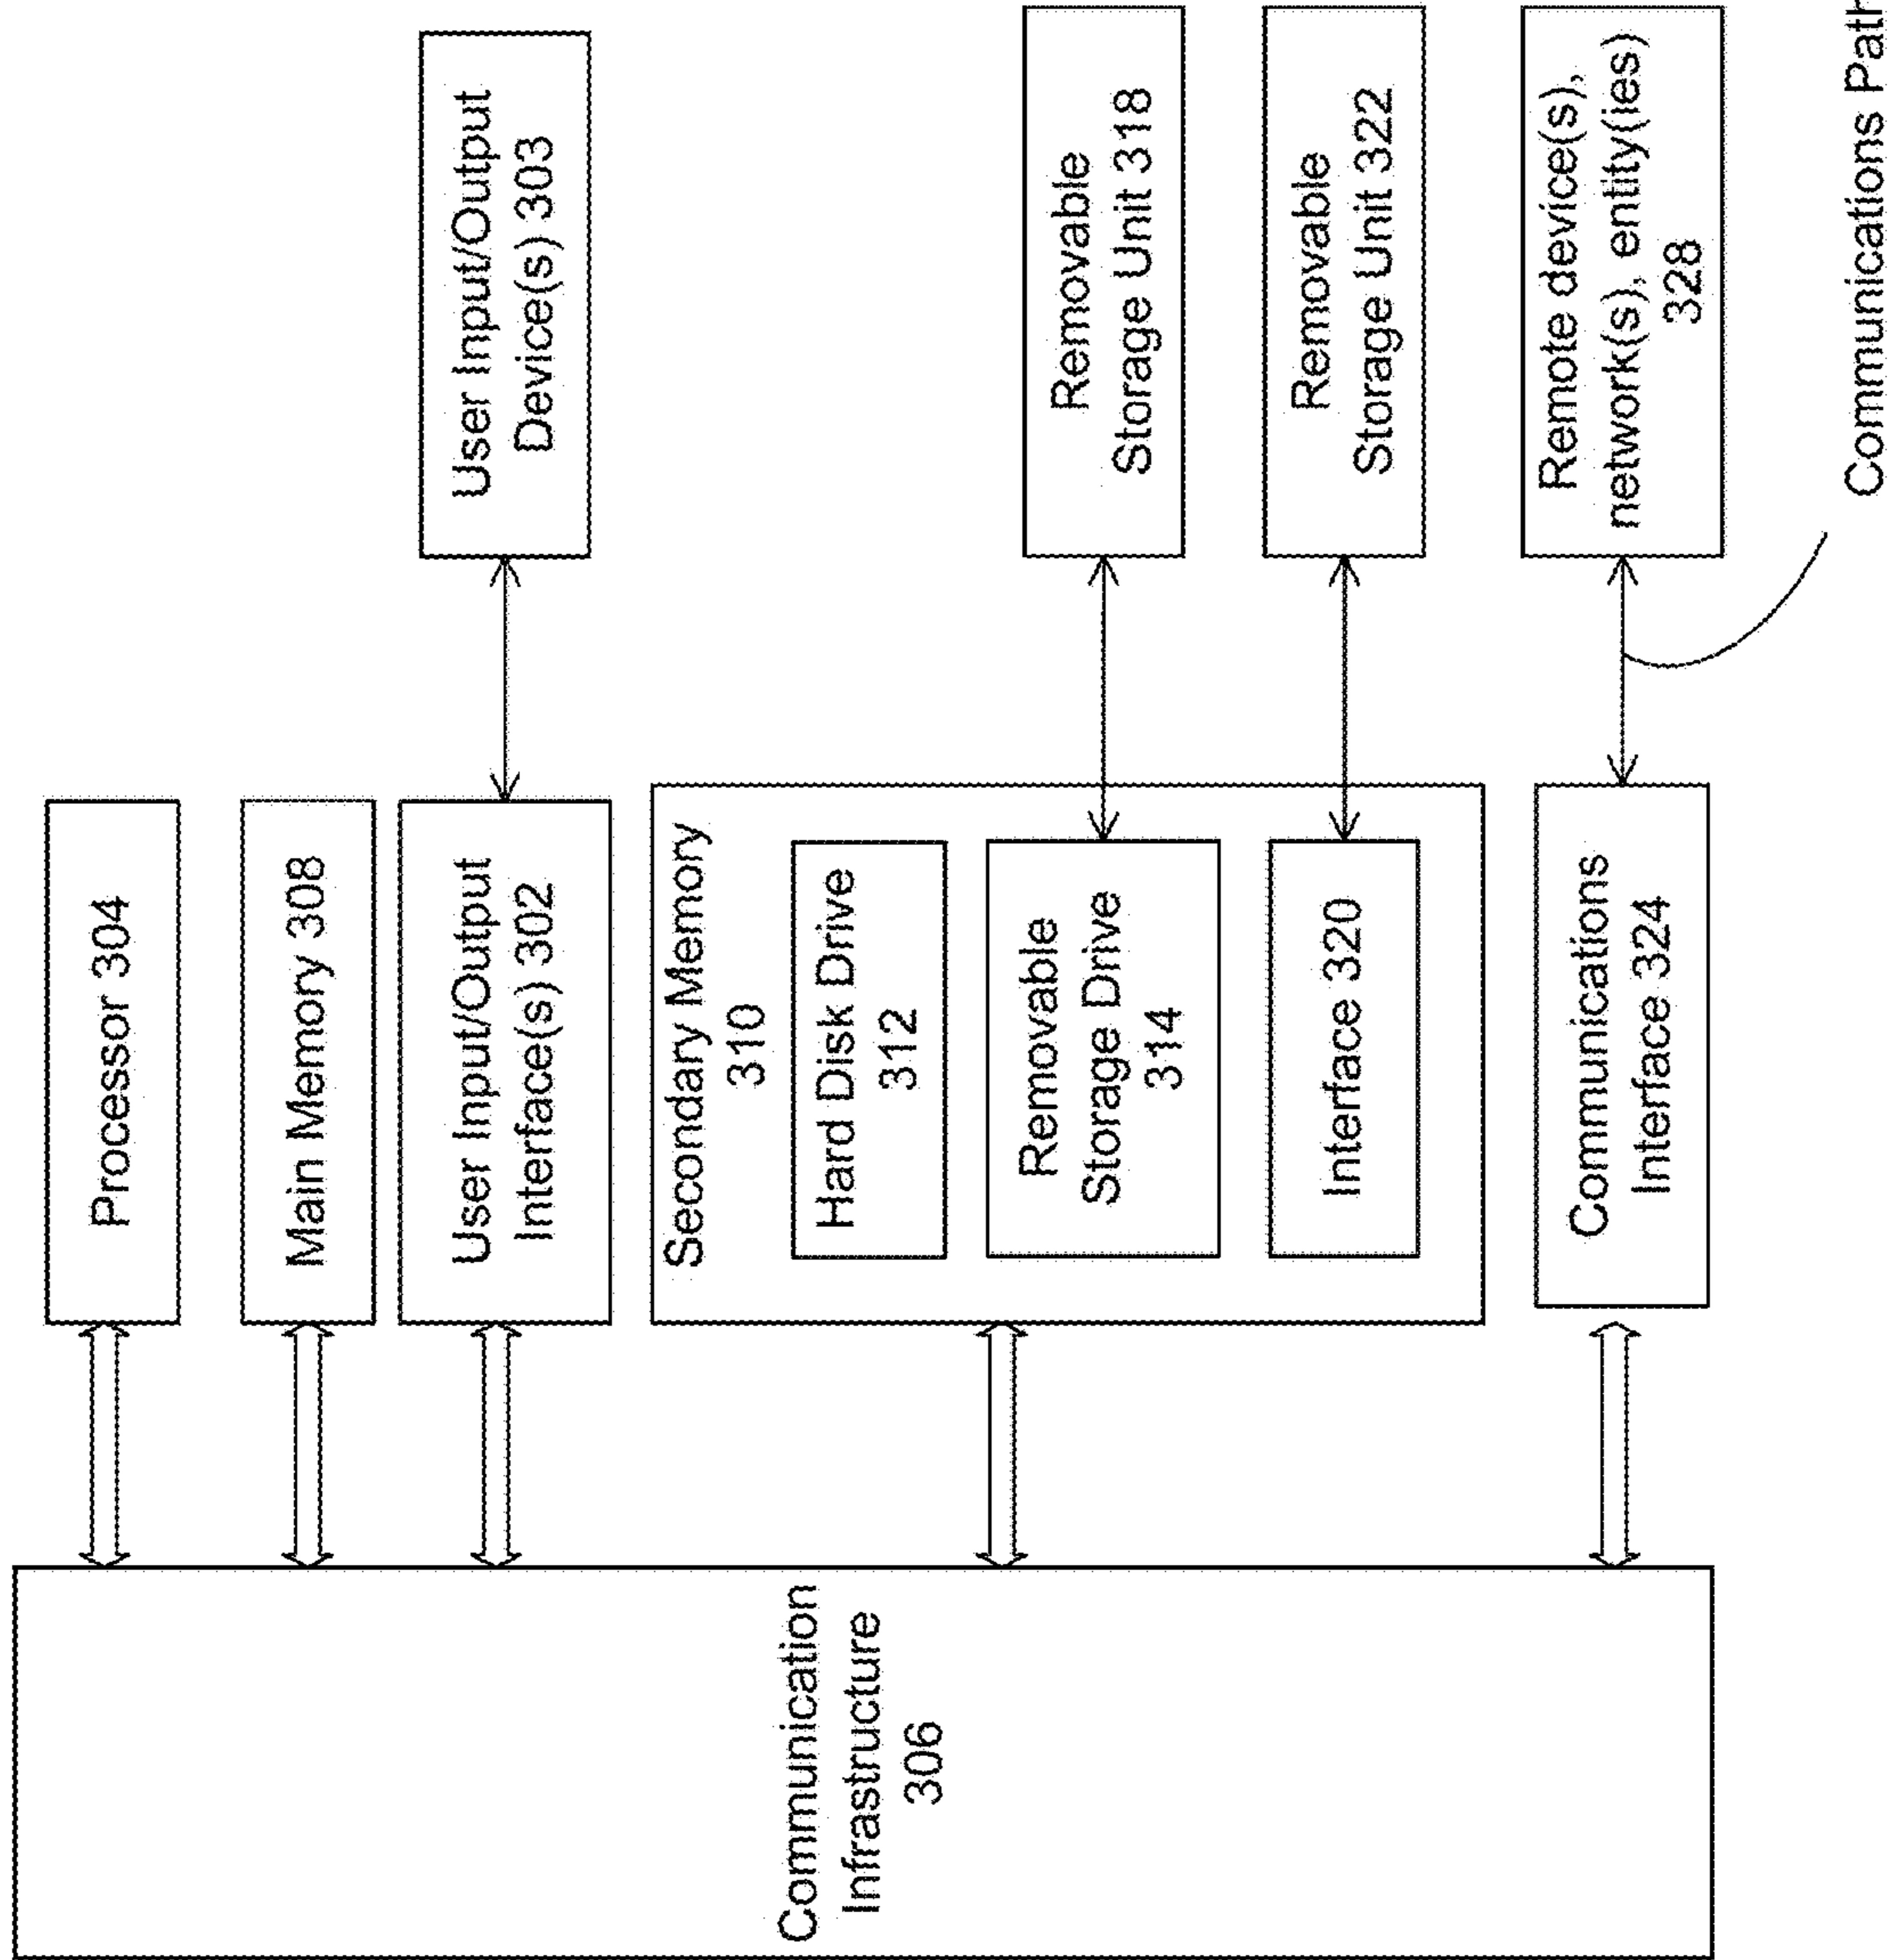 Processor 304
Main Memory 308
User Input/Output
Interface(s) 302
User Input/Output
Device(s) 303
Communication
Infrastructure
306
Secondary Memory
310
Hard Disk Drive
312
Removable
Storage Drive
314
Interface 320
Removable
Storage Unit 318
Removable
Storage Unit 322
Communications
Interface 324
Remote device(s),
network(s), entity(ies)
328
Communications